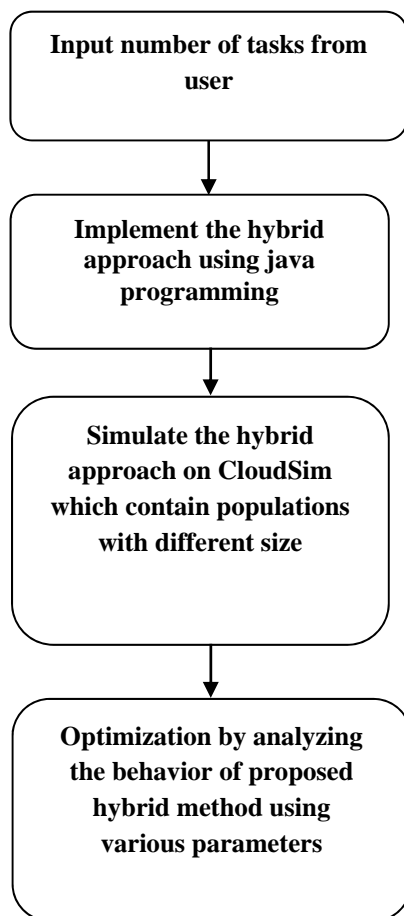 Input number of tasks from
user
Implement the hybrid
approach using java
programming
Simulate the hybrid
approach on CloudSim
which contain populations
with different size
Optimization by analyzing
the behavior of proposed
hybrid method using
various parameters